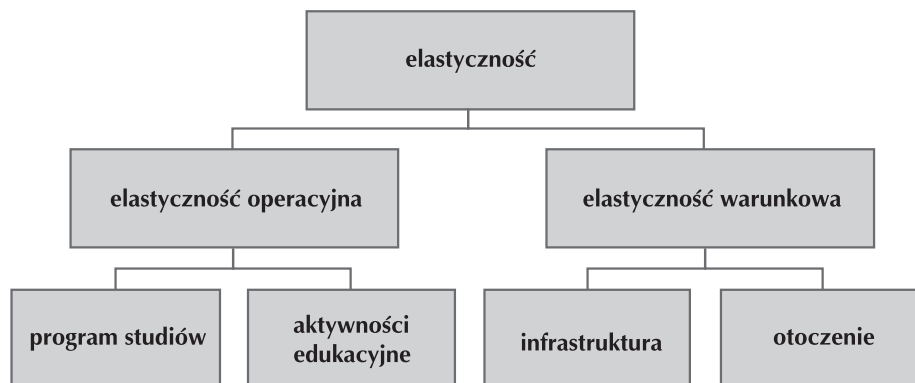 elastyczność
elastyczność operacyjna
elastyczność warunkowa
program studiów
aktywności
edukacyjne
infrastruktura
otoczenie